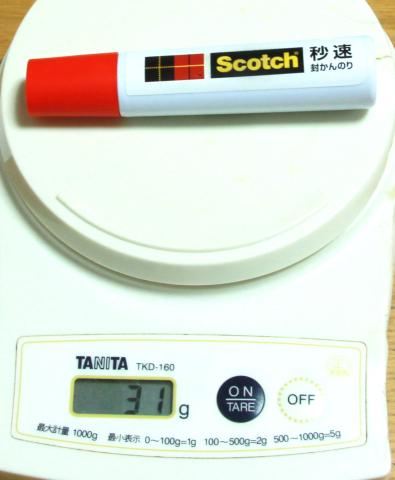 Scotch 秒速
封かんのり
TANITA TKD-160
31 g
ON
TARE
OFF
最大計量 1000g 最小表示 0~100g=1g 100~500g=2g 500~1000g=5g